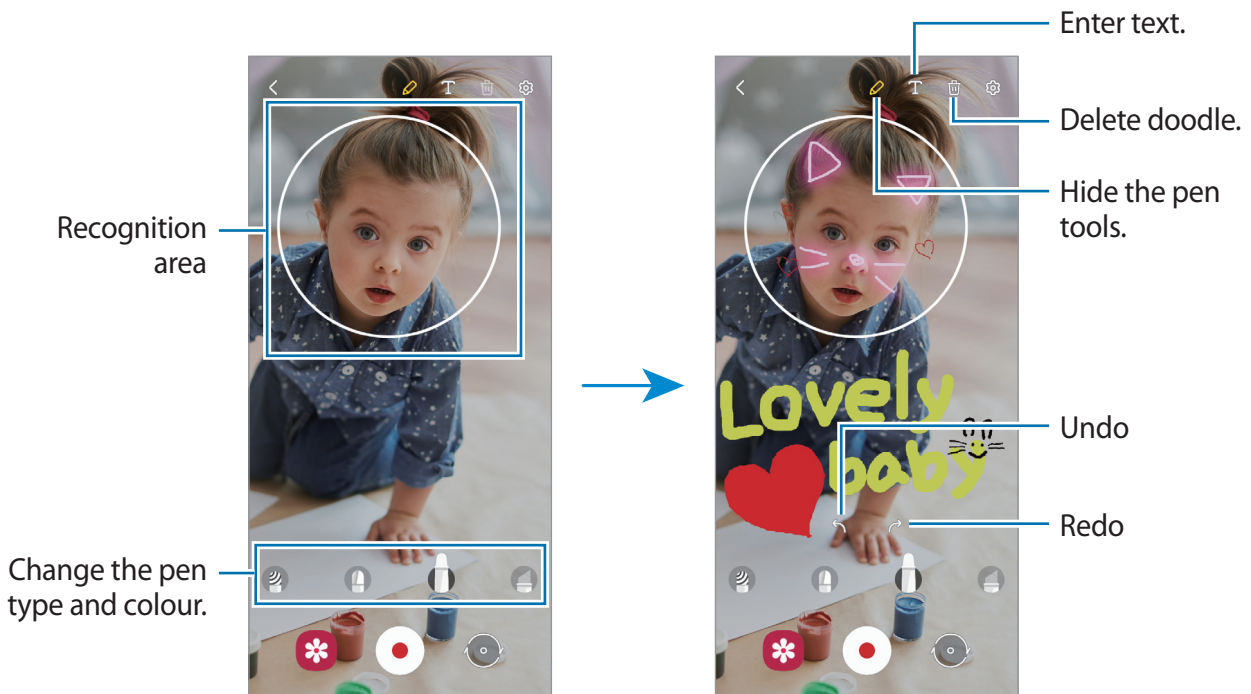 Enter text.
Delete doodle.
Hide the pen
tools.
Recognition
area
Lovely
baby
Undo
Redo
Change the pen
type and colour.
T
T